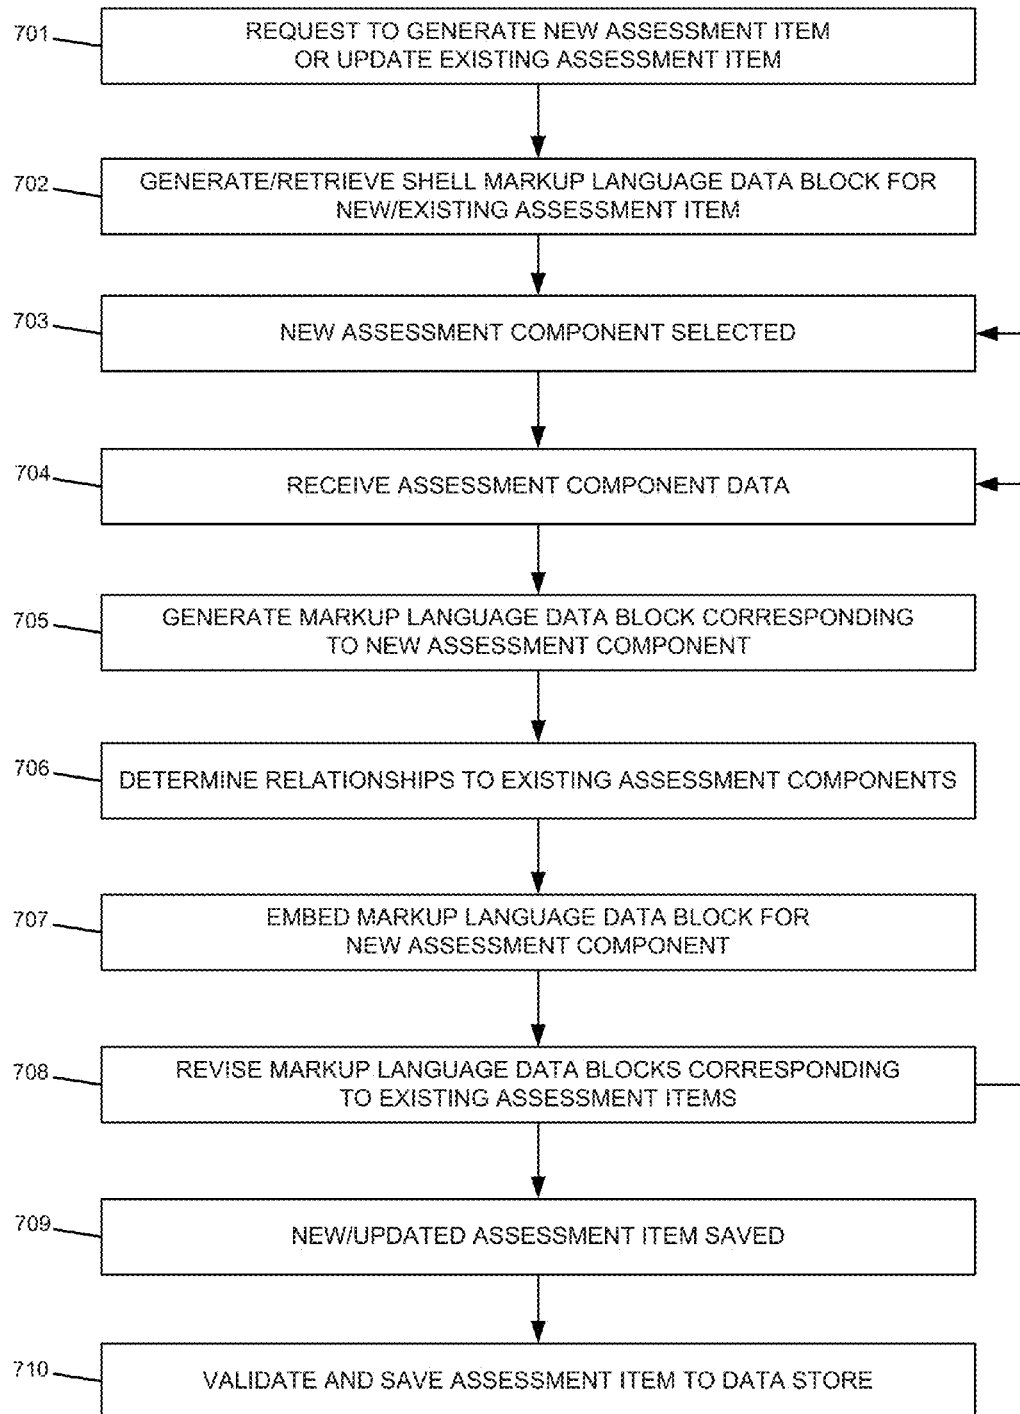 701
REQUEST TO GENERATE NEW ASSESSMENT ITEM
OR UPDATE EXISTING ASSESSMENT ITEM
702
GENERATE/RETRIEVE SHELL MARKUP LANGUAGE DATA BLOCK FOR
NEW/EXISTING ASSESSMENT ITEM
703
NEW ASSESSMENT COMPONENT SELECTED
704
RECEIVE ASSESSMENT COMPONENT DATA
705
GENERATE MARKUP LANGUAGE DATA BLOCK CORRESPONDING
TO NEW ASSESSMENT COMPONENT
706
DETERMINE RELATIONSHIPS TO EXISTING ASSESSMENT COMPONENTS
707
EMBED MARKUP LANGUAGE DATA BLOCK FOR
NEW ASSESSMENT COMPONENT
708
REVISE MARKUP LANGUAGE DATA BLOCKS CORRESPONDING
TO EXISTING ASSESSMENT ITEMS
709
NEW/UPDATED ASSESSMENT ITEM SAVED
710
VALIDATE AND SAVE ASSESSMENT ITEM TO DATA STORE